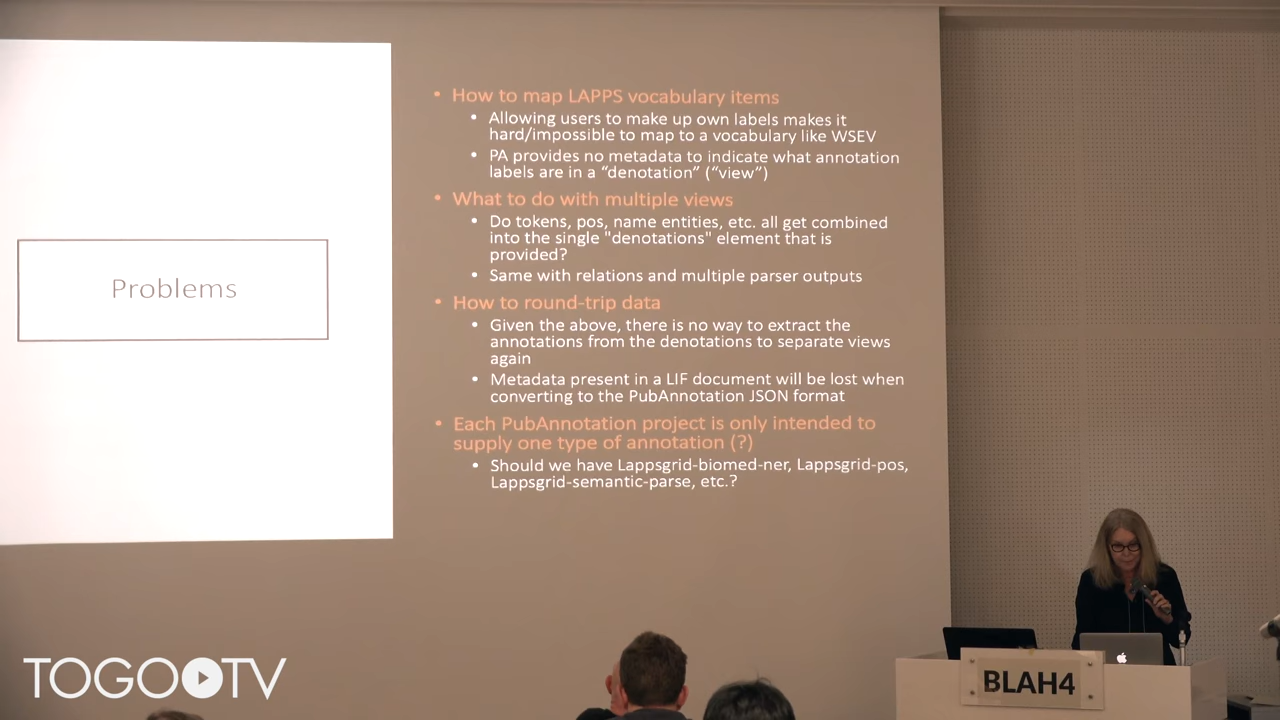 Problems
• How to map LAPPS vocabulary items
• Allowing users to make up own labels makes it
hard/impossible to map to a vocabulary like WSEV
• PA provides no metadata to indicate what annotation
labels are in a “denotation” (“view”)
• What to do with multiple views
• Do tokens, pos, name entities, etc. all get combined
into the single "denotations" element that is
provided?
• Same with relations and multiple parser outputs
• How to round-trip data
• Given the above, there is no way to extract the
annotations from the denotations to separate views
again
• Metadata present in a LIF document will be lost when
converting to the PubAnnotation JSON format
• Each PubAnnotation project is only intended to
supply one type of annotation (?)
• Should we have Lappsgrid-biomed-ner, Lappsgrid-pos,
Lappsgrid-semantic-parse, etc.?
BLAH4
TOGOTV